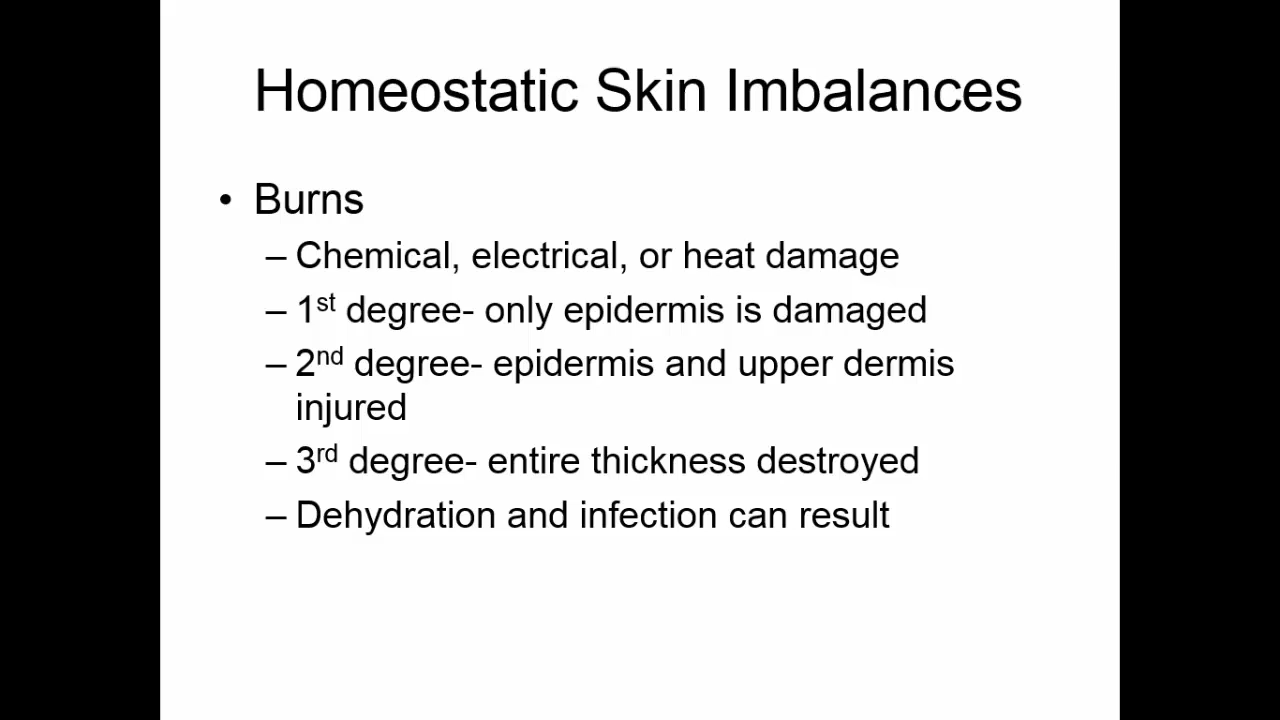 Homeostatic Skin Imbalances
• Burns
– Chemical, electrical, or heat damage
– 1st degree- only epidermis is damaged
– 2nd degree- epidermis and upper dermis
injured
– 3rd degree- entire thickness destroyed
– Dehydration and infection can result